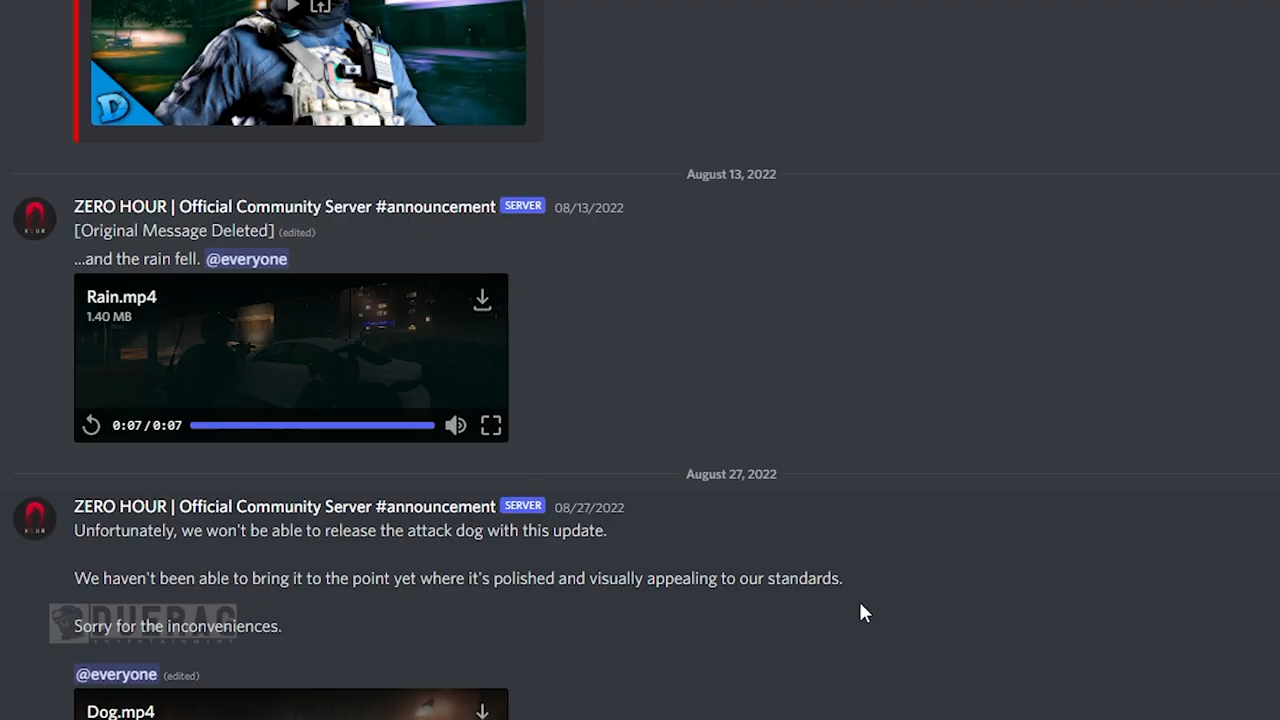 D
August 13, 2022
ZERO HOUR | Official Community Server #announcement SERVER 08/13/2022
[Original Message Deleted] (edited)
...and the rain fell. @everyone
Rain.mp4
1.40 MB
0:07/0:07
August 27, 2022
ZERO HOUR | Official Community Server #announcement SERVER 08/27/2022
Unfortunately, we won't be able to release the attack dog with this update.
We haven't been able to bring it to the point yet where it's polished and visually appealing to our standards.
Sorry for the inconveniences.
@everyone (edited)
Dog.mp4